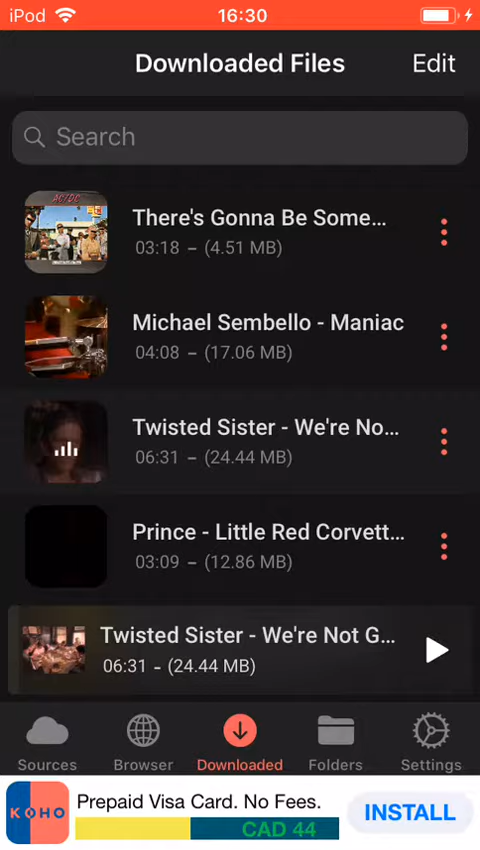 iPod 16:30
Downloaded Files Edit
Search
AC/DC
There's Gonna Be Some...
03:18 – (4.51 MB)
Michael Sembello - Maniac
04:08 – (17.06 MB)
Twisted Sister - We're No...
06:31 – (24.44 MB)
Prince - Little Red Corvett...
03:09 – (12.86 MB)
Twisted Sister - We're Not G...
06:31 – (24.44 MB)
Sources Browser Downloaded Folders Settings
KOHO Prepaid Visa Card. No Fees. INSTALL
CAD 44